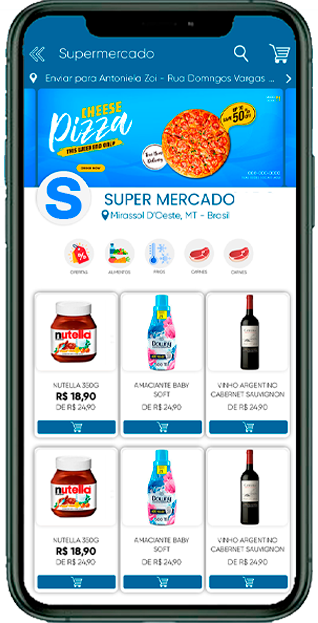 Supermercado
Enviar para Antoniela Zoi - Rua Domngos Vargas ...
CHEESE
Pizza
THIS WEEK END ONLY
UP TO
50%
Free Home
Delivery
ORDER NOW
S
SUPER MERCADO
Mirassol D'Oeste, MT - Brasil
%
OFERTAS
ALIMENTOS
FRIOS
CARNES
CARNES
nutella
Downy
NUTELLA 350G
R$ 18,90
DE R$ 24,90
AMACIANTE BABY
SOFT
DE R$ 24,90
VINHO ARGENTINO
CABERNET SAUVIGNON
DE R$ 24,90
nutella
Downy
NUTELLA 350G
R$ 18,90
DE R$ 24,90
AMACIANTE BABY
SOFT
DE R$ 24,90
VINHO ARGENTINO
CABERNET SAUVIGNON
DE R$ 24,90